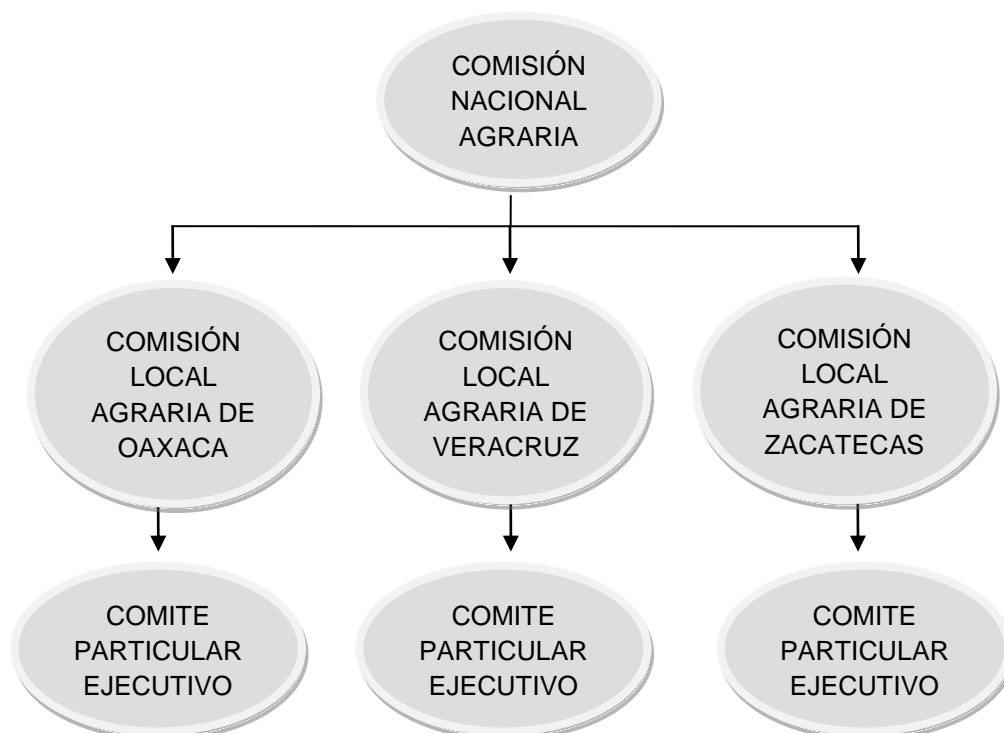 COMISIÓN
NACIONAL
AGRARIA
COMISIÓN
LOCAL
AGRARIA DE
OAXACA
COMISIÓN
LOCAL
AGRARIA DE
VERACRUZ
COMISIÓN
LOCAL
AGRARIA DE
ZACATECAS
COMITE
PARTICULAR
EJECUTIVO
COMITE
PARTICULAR
EJECUTIVO
COMITE
PARTICULAR
EJECUTIVO